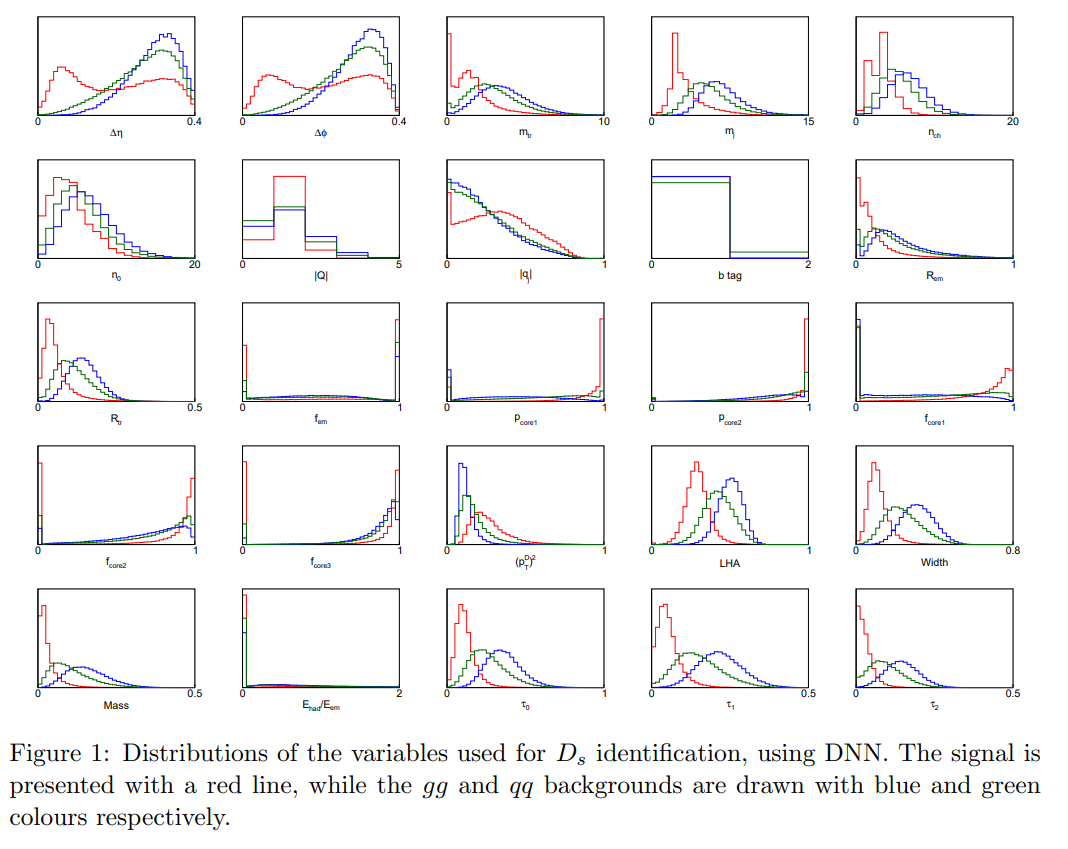 0 0.4 0 0.4 0 10 0 15 0 20
Δη Δϕ m_tr m_j n_ch
0 20 0 5 0 1 0 2 0 1
n_0 |Q| |q_j| b tag R_em
0 0.5 0 1 0 1 0 1 0 1
R_tr f_em p_core1 p_core2 f_core1
0 1 0 1 0 1 0 1 0 0.8
f_core2 f_core3 (p_T^D)^2 LHA Width
0 0.5 0 2 0 1 0 0.5 0 0.5
Mass E_had/E_em τ_0 τ_1 τ_2
Figure 1: Distributions of the variables used for D_s identification, using DNN. The signal is
presented with a red line, while the gg and qq backgrounds are drawn with blue and green
colours respectively.